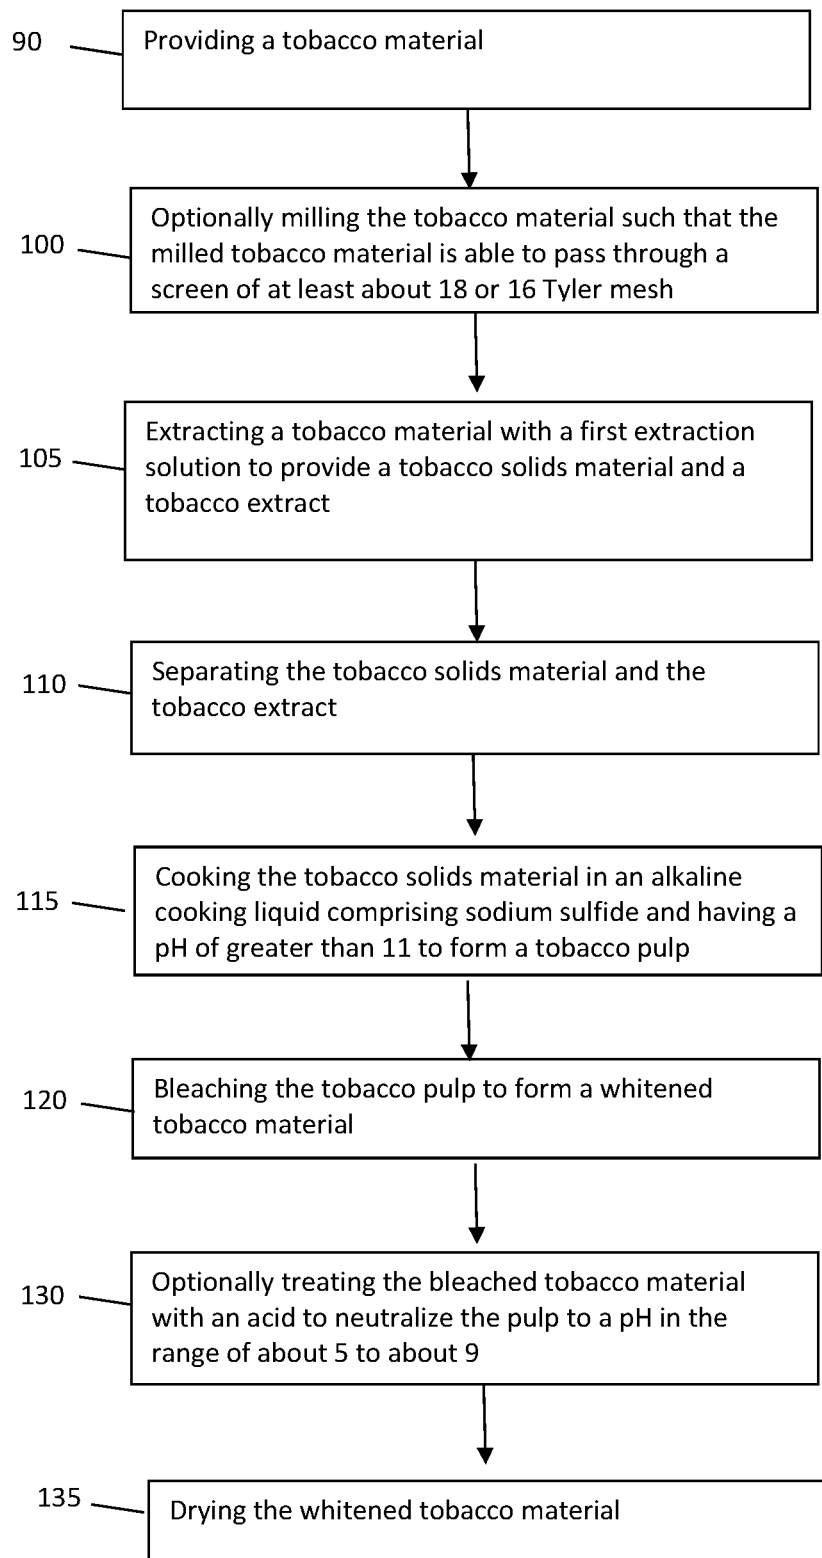 90
Providing a tobacco material
100
Optionally milling the tobacco material such that the
milled tobacco material is able to pass through a
screen of at least about 18 or 16 Tyler mesh
105
Extracting a tobacco material with a first extraction
solution to provide a tobacco solids material and a
tobacco extract
110
Separating the tobacco solids material and the
tobacco extract
115
Cooking the tobacco solids material in an alkaline
cooking liquid comprising sodium sulfide and having a
pH of greater than 11 to form a tobacco pulp
120
Bleaching the tobacco pulp to form a whitened
tobacco material
130
Optionally treating the bleached tobacco material
with an acid to neutralize the pulp to a pH in the
range of about 5 to about 9
135
Drying the whitened tobacco material